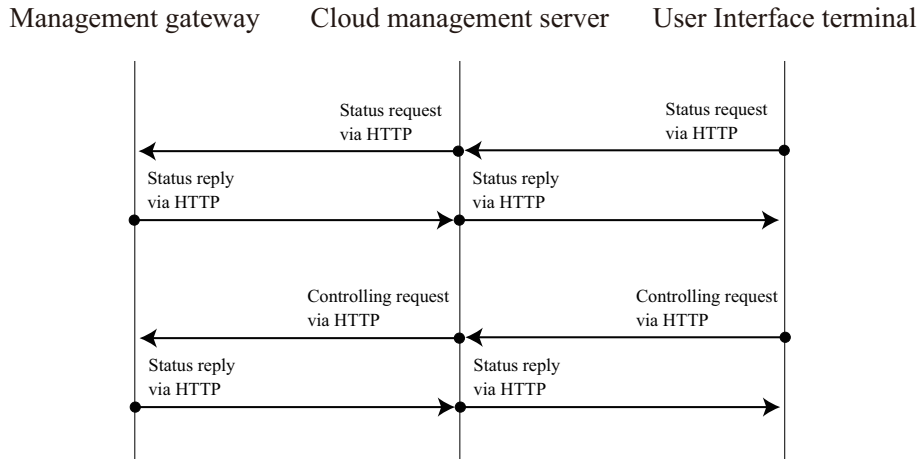 Management gateway
Cloud management server
User Interface terminal
Status request
via HTTP
Status request
via HTTP
Status reply
via HTTP
Status reply
via HTTP
Controlling request
via HTTP
Controlling request
via HTTP
Status reply
via HTTP
Status reply
via HTTP